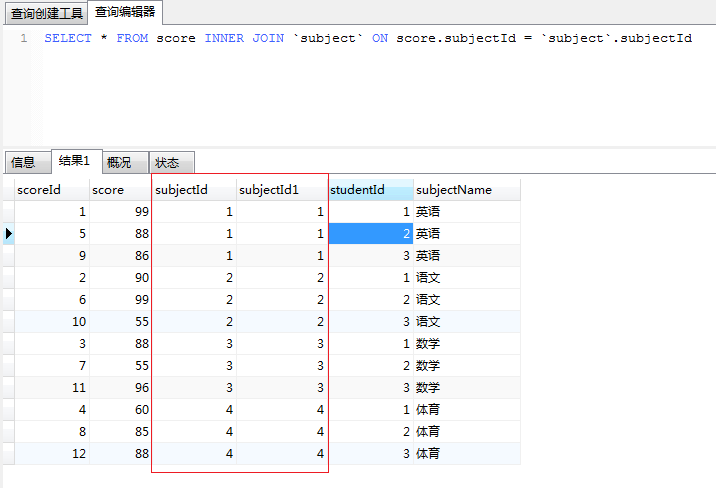 查询创建工具 查询编辑器
1 SELECT * FROM score INNER JOIN `subject` ON score.subjectId = `subject`.subjectId
信息 结果1 概况 状态
scoreId score subjectId subjectId1 studentId subjectName
1 99 1 1 1 英语
5 88 1 1 2 英语
9 86 1 1 3 英语
2 90 2 2 1 语文
6 99 2 2 2 语文
10 55 2 2 3 语文
3 88 3 3 1 数学
7 55 3 3 2 数学
11 96 3 3 3 数学
4 60 4 4 1 体育
8 85 4 4 2 体育
12 88 4 4 3 体育